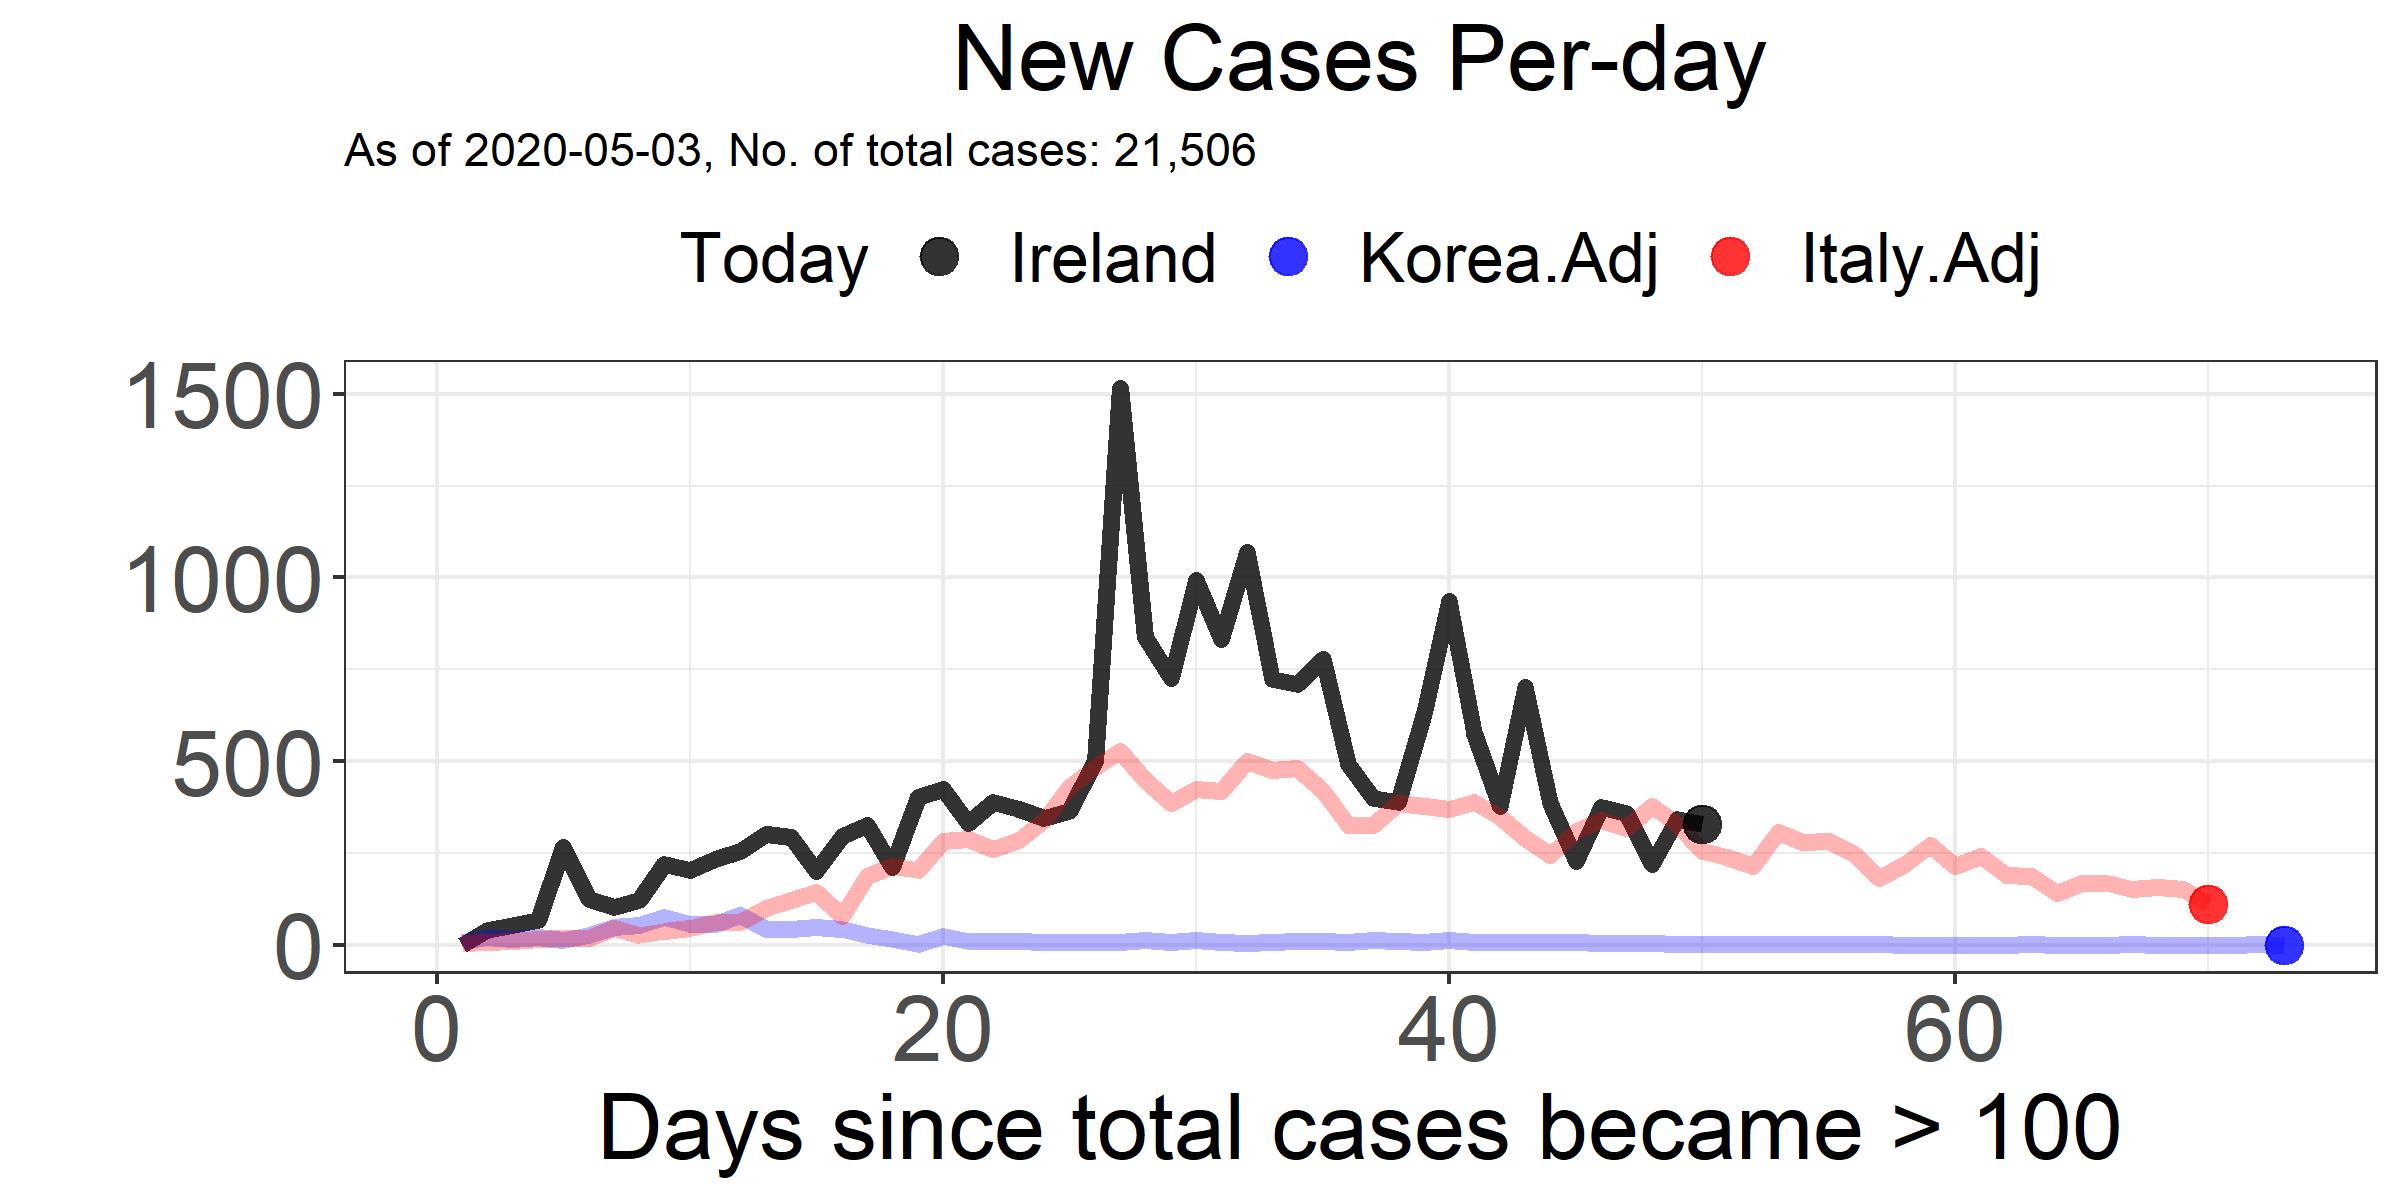 New Cases Per-day
As of 2020-05-03, No. of total cases: 21,506
Today Ireland Korea.Adj Italy.Adj
1500
1000
500
0
0 20 40 60
Days since total cases became > 100